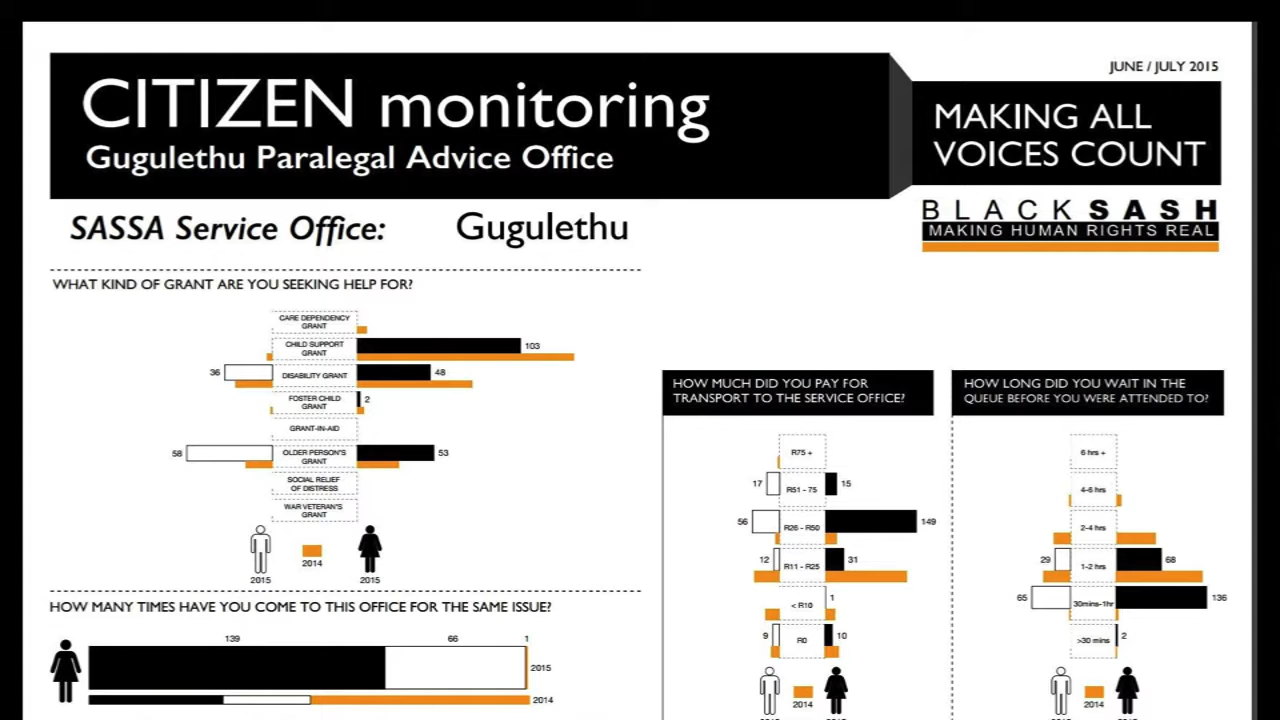 JUNE / JULY 2015
CITIZEN monitoring
Gugulethu Paralegal Advice Office
MAKING ALL
VOICES COUNT
SASSA Service Office: Gugulethu
BLACK SASH
MAKING HUMAN RIGHTS REAL
WHAT KIND OF GRANT ARE YOU SEEKING HELP FOR?
CARE DEPENDENCY
GRANT
CHILD SUPPORT
GRANT
103
36
DISABILITY GRANT
48
FOSTER CHILD
GRANT
2
GRANT-IN-AID
58
OLDER PERSON'S
GRANT
53
SOCIAL RELIEF
OF DISTRESS
WAR VETERAN'S
GRANT
2015
2014
2015
HOW MANY TIMES HAVE YOU COME TO THIS OFFICE FOR THE SAME ISSUE?
139
66
1
2015
2014
HOW MUCH DID YOU PAY FOR
TRANSPORT TO THE SERVICE OFFICE?
R75 +
17
R51 - 75
15
56
R26 - R50
149
12
R11 - R25
31
< R10
1
9
R0
10
2014
HOW LONG DID YOU WAIT IN THE
QUEUE BEFORE YOU WERE ATTENDED TO?
6 hrs +
4-6 hrs
2-4 hrs
29
1-2 hrs
68
65
30mins-1hr
136
>30 mins
2
2014